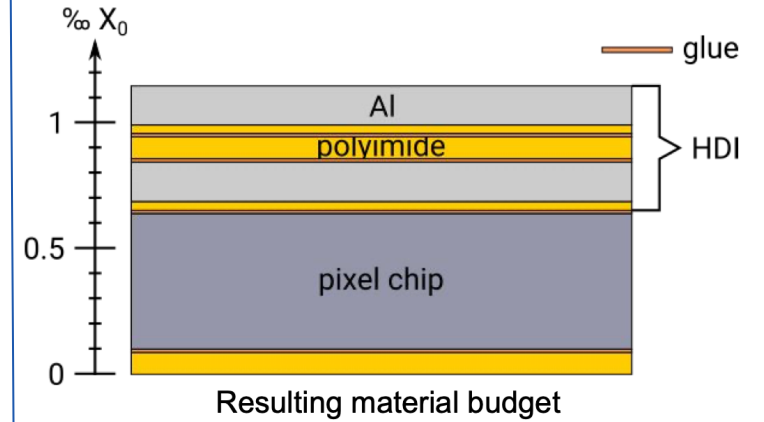 ‰ X₀
glue
Al
1
polyimide
HDI
0.5
pixel chip
0
Resulting material budget